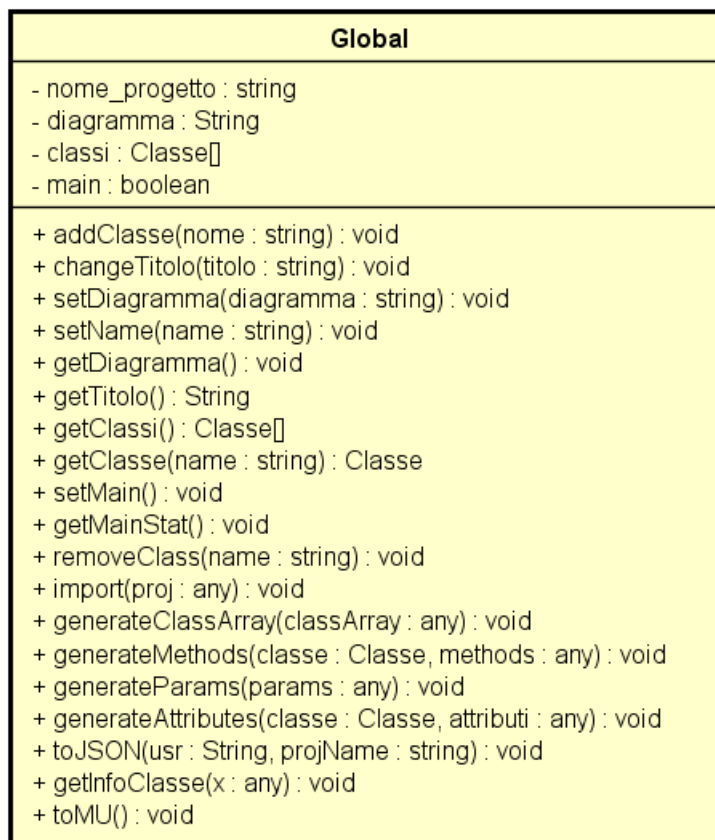 Global
- nome_progetto : string
- diagramma : String
- classi : Classe[]
- main : boolean
+ addClasse(nome : string) : void
+ changeTitolo(titolo : string) : void
+ setDiagramma(diagramma : string) : void
+ setName(name : string) : void
+ getDiagramma() : void
+ getTitolo() : String
+ getClassi() : Classe[]
+ getClasse(name : string) : Classe
+ setMain() : void
+ getMainStat() : void
+ removeClass(name : string) : void
+ import(proj : any) : void
+ generateClassArray(classArray : any) : void
+ generateMethods(classe : Classe, methods : any) : void
+ generateParams(params : any) : void
+ generateAttributes(classe : Classe, attributi : any) : void
+ toJSON(usr : String, projName : string) : void
+ getInfoClasse(x : any) : void
+ toMU() : void